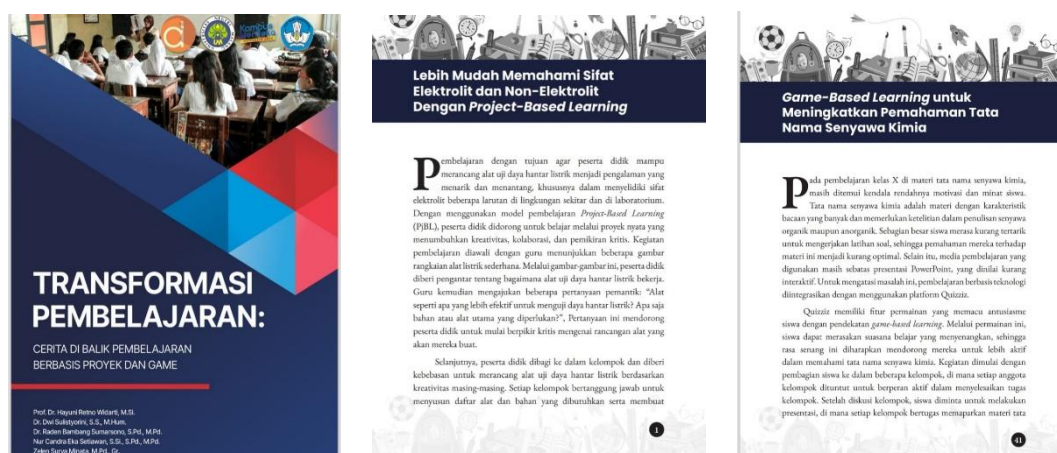 Kampus
TRANSFORMASI
PEMBELAJARAN:
CERITA DI BALIK PEMBELAJARAN
BERBASIS PROYEK DAN GAME
Prof. Dr. Hayuni Retno Widarti, M.Si.
Dr. Dwi Sulistyorini, S.S., M.Hum.
Dr. Raden Bambang Sumarsono, S.Pd., M.Pd.
Nur Candra Eka Setiawan, S.Si., S.Pd., M.Pd.
Zelen Surya Minata, M.Pd., Gr.
Lebih Mudah Memahami Sifat
Elektrolit dan Non-Elektrolit
Dengan Project-Based Learning
Pembelajaran dengan tujuan agar peserta didik mampu
merancang alat uji daya hantar listrik menjadi pengalaman yang
menarik dan menantang, khususnya dalam menyelidiki sifat
elektrolit beberapa larutan di lingkungan sekitar dan di laboratorium.
Dengan menggunakan model pembelajaran Project-Based Learning
(PjBL), peserta didik didorong untuk belajar melalui proyek nyata yang
menumbuhkan kreativitas, kolaborasi, dan pemikiran kritis. Kegiatan
pembelajaran diawali dengan guru menunjukkan beberapa gambar
rangkaian alat listrik sederhana. Melalui gambar-gambar ini, peserta didik
diberi pengantar tentang bagaimana alat uji daya hantar listrik bekerja.
Guru kemudian mengajukan beberapa pertanyaan pemantik: “Alat
seperti apa yang lebih efektif untuk menguji daya hantar listrik? Apa saja
bahan atau alat utama yang diperlukan?”, Pertanyaan ini mendorong
peserta didik untuk mulai berpikir kritis mengenai rancangan alat yang
akan mereka buat.
Selanjutnya, peserta didik dibagi ke dalam kelompok dan diberi
kebebasan untuk merancang alat uji daya hantar listrik berdasarkan
kreativitas masing-masing. Setiap kelompok bertanggung jawab untuk
menyusun daftar alat dan bahan yang dibutuhkan serta membuat
1
Game-Based Learning untuk
Meningkatkan Pemahaman Tata
Nama Senyawa Kimia
Pada pembelajaran kelas X di materi tata nama senyawa kimia,
masih ditemui kendala rendahnya motivasi dan minat siswa.
Tata nama senyawa kimia adalah materi dengan karakteristik
bacaan yang banyak dan memerlukan ketelitian dalam penulisan senyawa
organik maupun anorganik. Sebagian besar siswa merasa kurang tertarik
untuk mengerjakan latihan soal, sehingga pemahaman mereka terhadap
materi ini menjadi kurang optimal. Selain itu, media pembelajaran yang
digunakan masih sebatas presentasi PowerPoint, yang dinilai kurang
interaktif. Untuk mengatasi masalah ini, pembelajaran berbasis teknologi
diintegrasikan dengan menggunakan platform Quizziz.
Quizziz memiliki fitur permainan yang memacu antusiasme
siswa dengan pendekatan game-based learning. Melalui permainan ini,
siswa dapat merasakan suasana belajar yang menyenangkan, sehingga
rasa senang ini diharapkan mendorong mereka untuk lebih aktif
dalam memahami tata nama senyawa kimia. Kegiatan dimulai dengan
pembagian siswa ke dalam beberapa kelompok, di mana setiap anggota
kelompok dituntut untuk berperan aktif dalam menyelesaikan tugas
kelompok. Setelah diskusi kelompok, siswa diminta untuk melakukan
presentasi, di mana setiap kelompok bertugas memaparkan materi tata
41